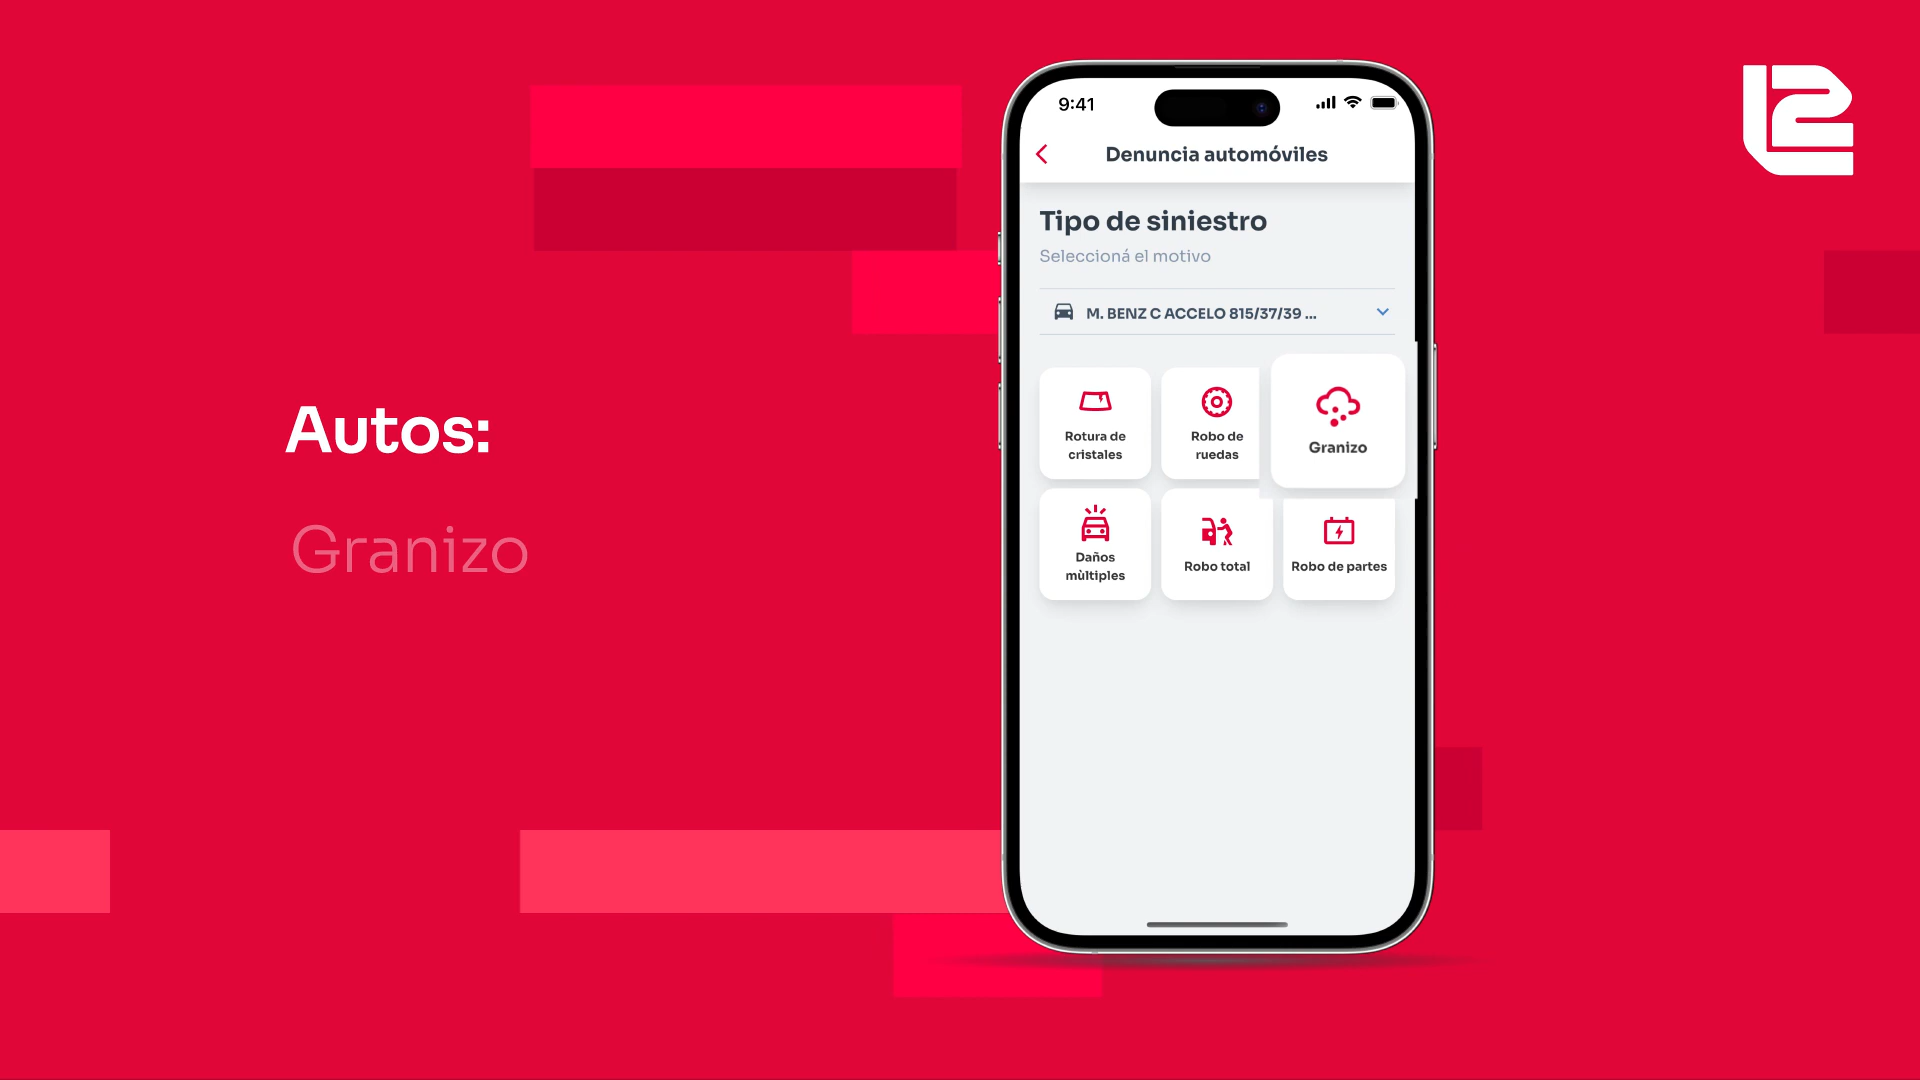 Autos:
Granizo
9:41
Denuncia automóviles
Tipo de siniestro
Seleccioná el motivo
M. BENZ C ACCELO 815/37/39 ...
Rotura de
cristales
Robo de
ruedas
Granizo
Daños
mùltiples
Robo total
Robo de partes